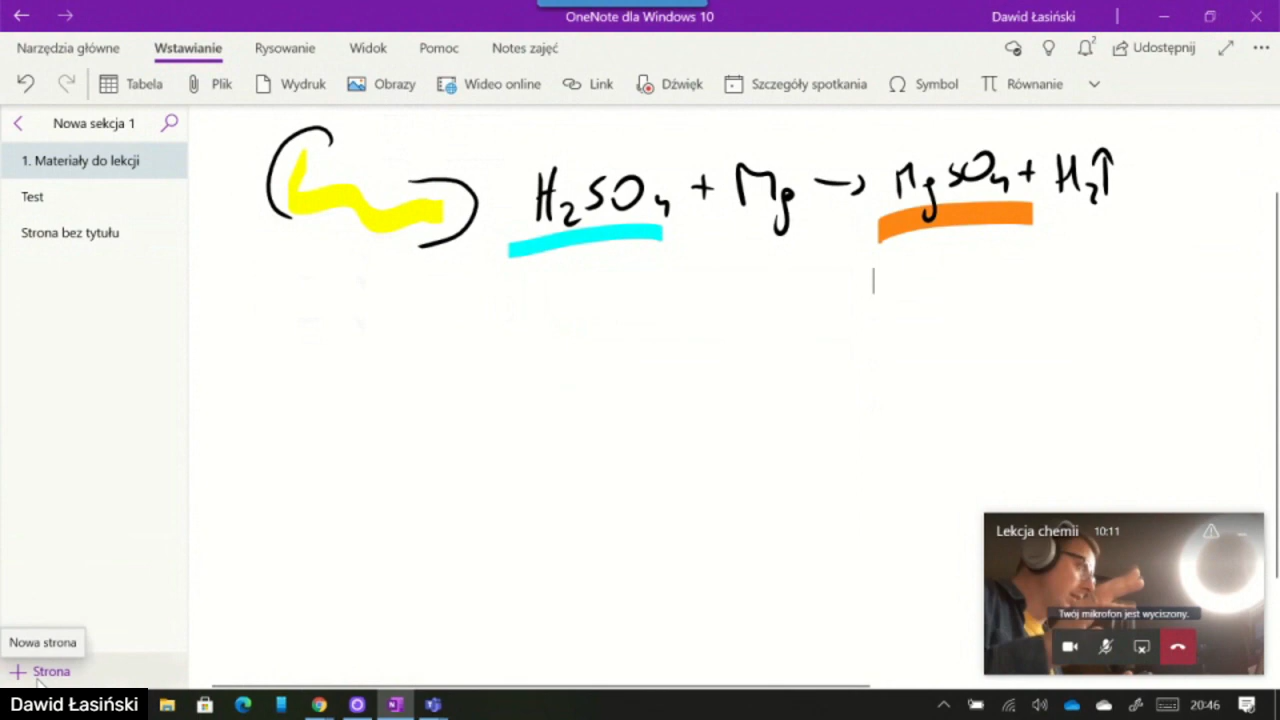 OneNote dla Windows 10
Dawid Łasiński
Narzędzia główne Wstawianie Rysowanie Widok Pomoc Notes zajęć
2 Udostępnij
Tabela Plik Wydruk Obrazy Wideo online Link Dźwięk Szczegóły spotkania Symbol Równanie
Nowa sekcja 1
1. Materiały do lekcji
Test
Strona bez tytułu
H₂SO₄ + Mg → MgSO₄ + H₂↑
Lekcja chemii 10:11
Twój mikrofon jest wyciszony.
Nowa strona
+ Strona
Dawid Łasiński
20:46